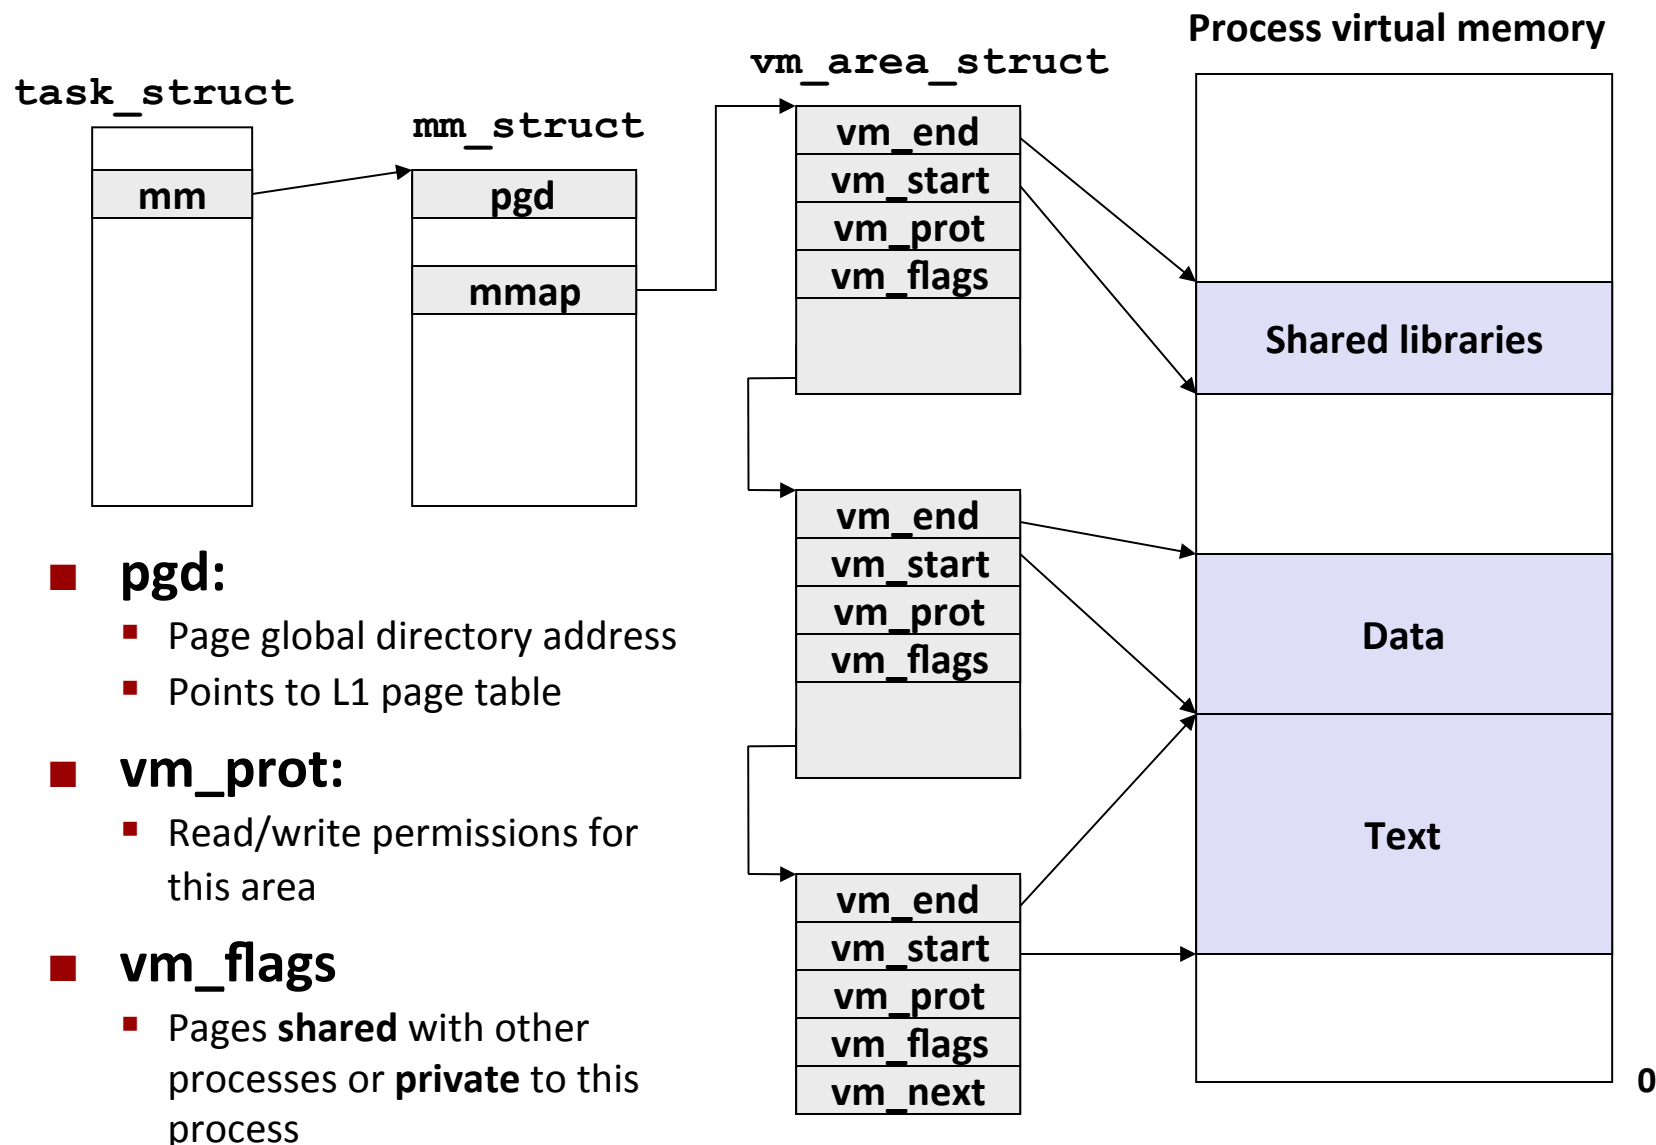 Process virtual memory
vm_area_struct
task_struct
mm_struct
mm
pgd
mmap
vm_end
vm_start
vm_prot
vm_flags
Shared libraries
vm_end
vm_start
vm_prot
vm_flags
Data
Text
vm_end
vm_start
vm_prot
vm_flags
vm_next
0
■ pgd:
▪ Page global directory address
▪ Points to L1 page table
■ vm_prot:
▪ Read/write permissions for
this area
■ vm_flags
▪ Pages shared with other
processes or private to this
process